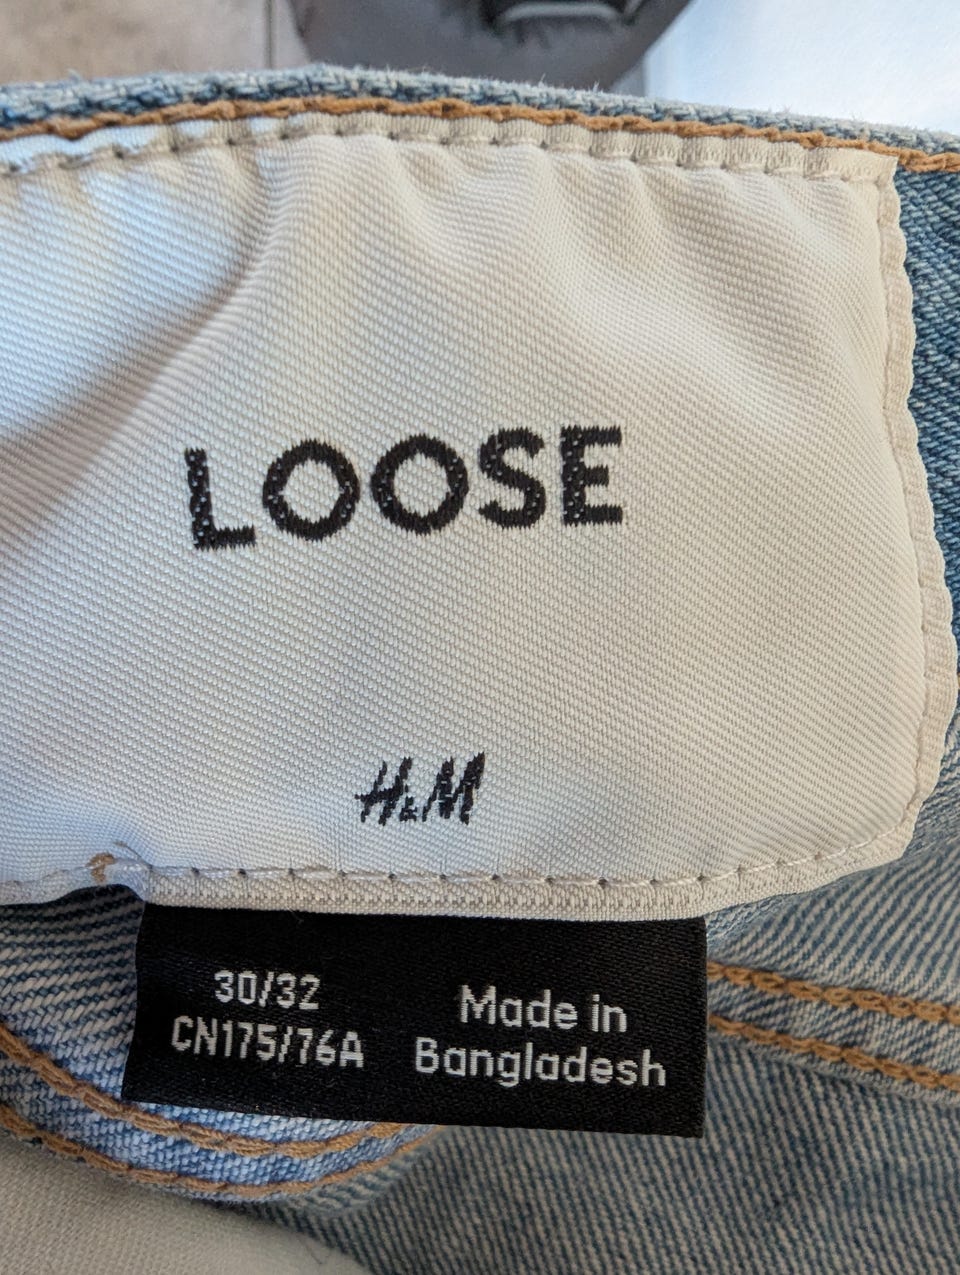 LOOSE
H&M
30/32
CN175/76A
Made in
Bangladesh